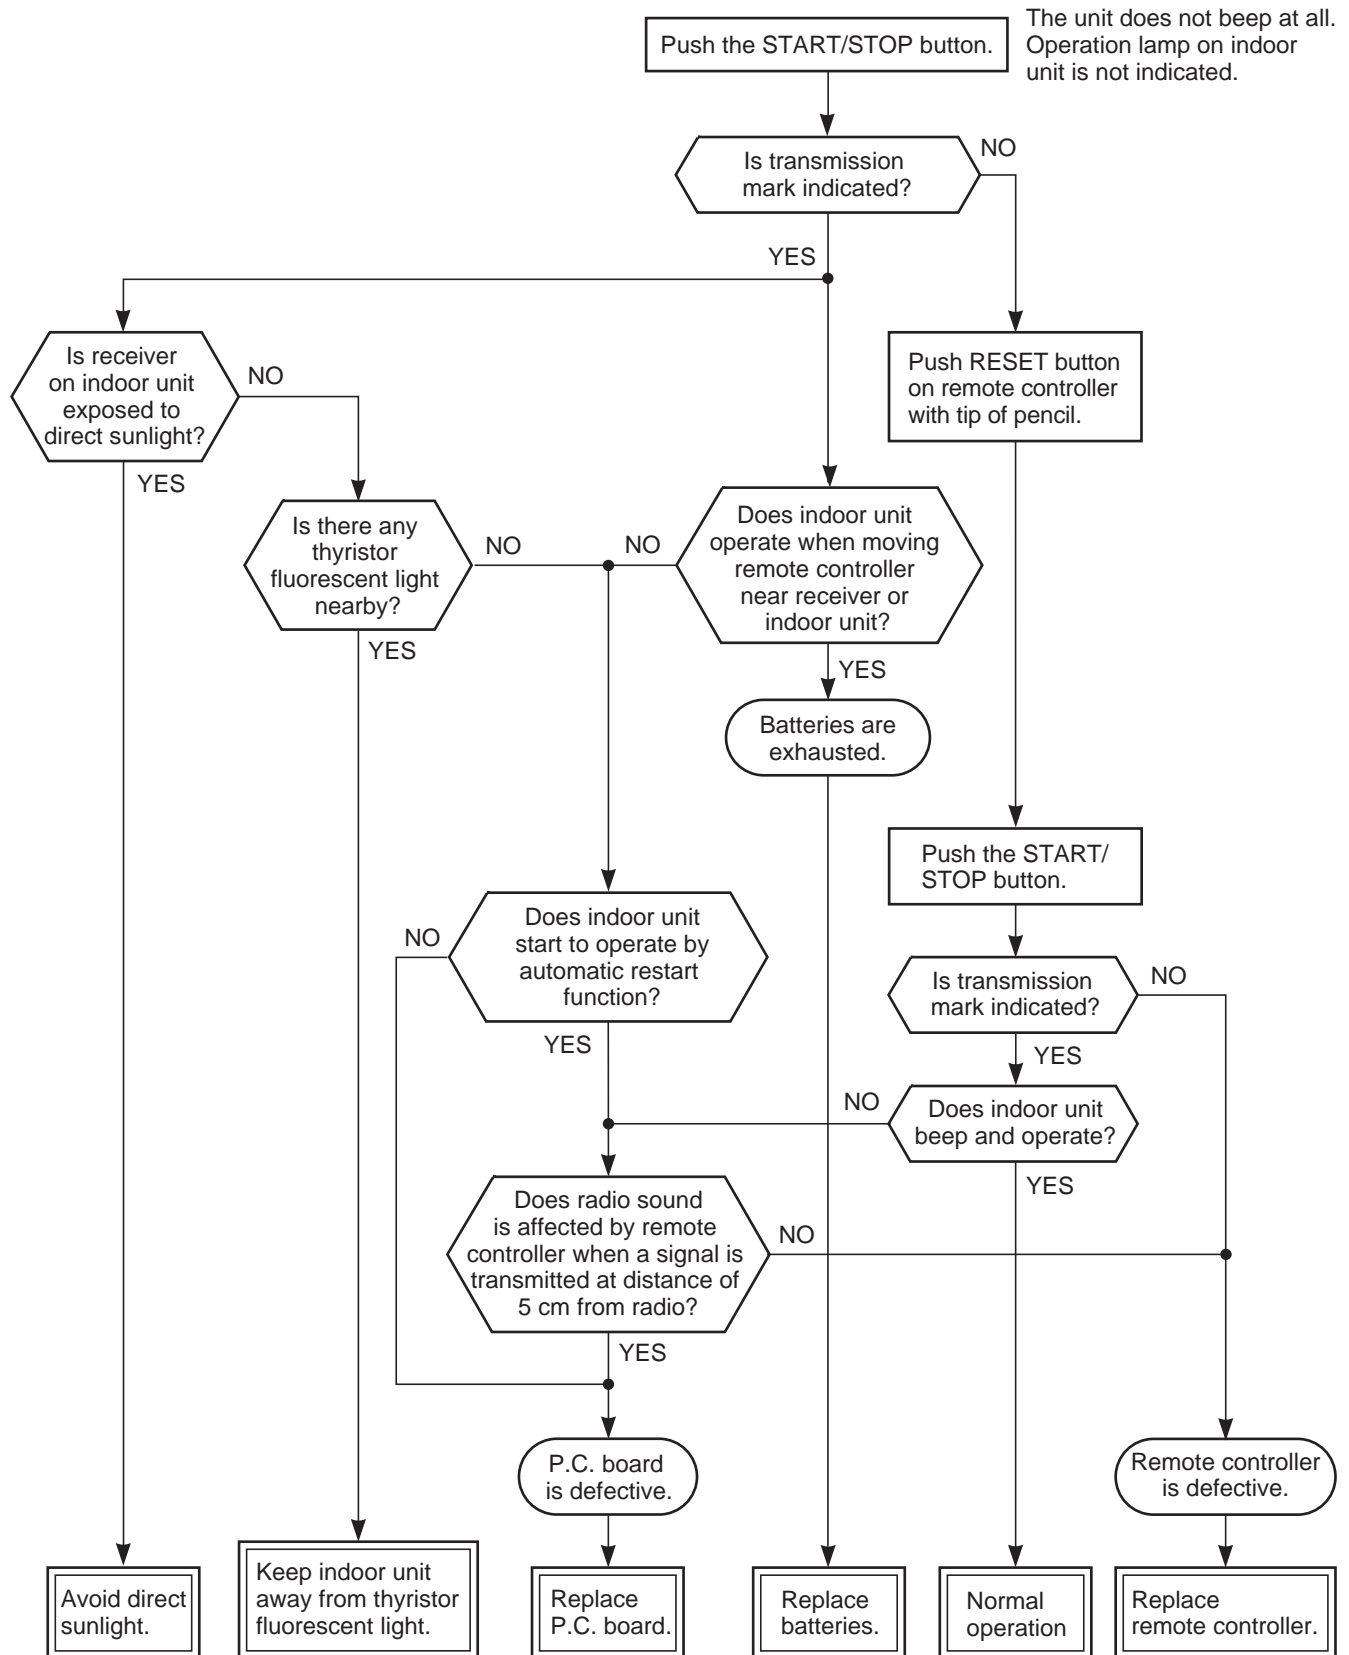 The unit does not beep at all.
Operation lamp on indoor
unit is not indicated.
Push the START/STOP button.
Is transmission
mark indicated?
NO
YES
Is receiver
on indoor unit
exposed to
direct sunlight?
NO
YES
Push RESET button
on remote controller
with tip of pencil.
Is there any
thyristor
fluorescent light
nearby?
NO
YES
Does indoor unit
operate when moving
remote controller
near receiver or
indoor unit?
NO
YES
Batteries are
exhausted.
Push the START/
STOP button.
Does indoor unit
start to operate by
automatic restart
function?
NO
YES
Is transmission
mark indicated?
NO
YES
Does indoor unit
beep and operate?
NO
YES
Does radio sound
is affected by remote
controller when a signal is
transmitted at distance of
5 cm from radio?
NO
YES
P.C. board
is defective.
Remote controller
is defective.
Avoid direct
sunlight.
Keep indoor unit
away from thyristor
fluorescent light.
Replace
P.C. board.
Replace
batteries.
Normal
operation
Replace
remote controller.